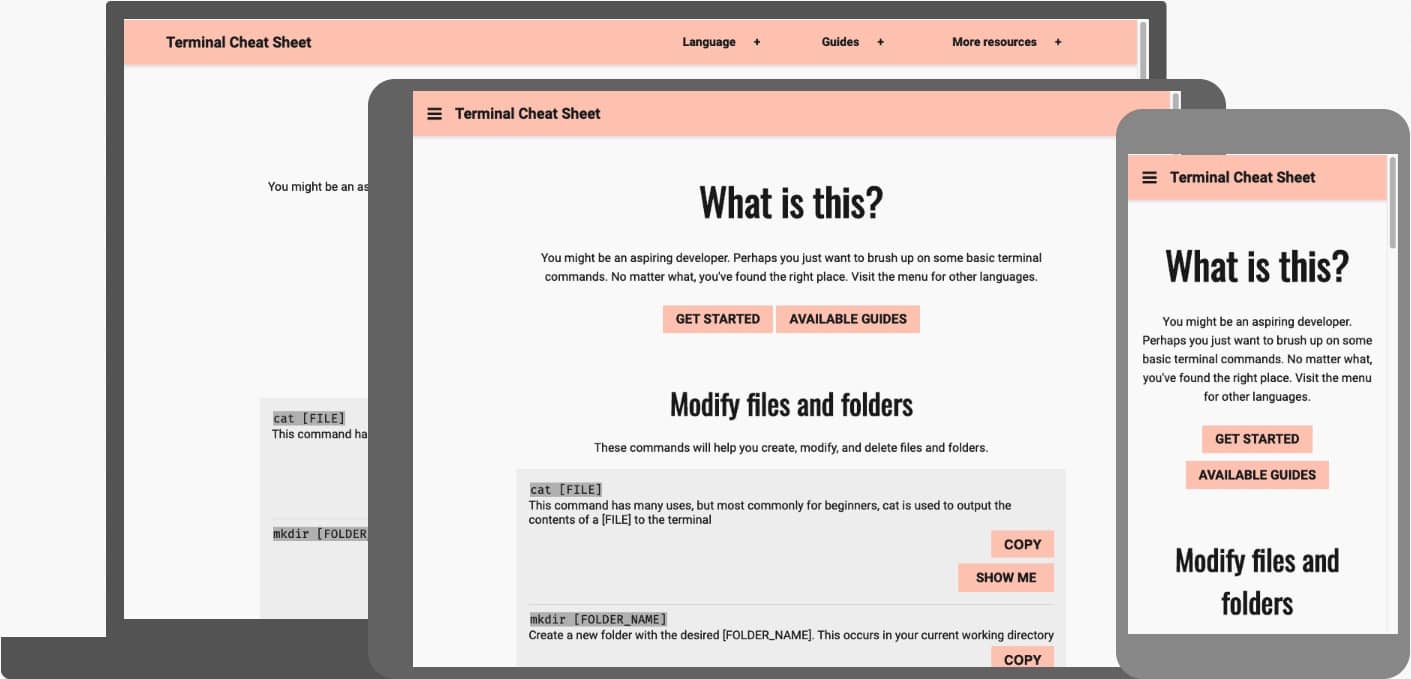 Terminal Cheat Sheet
Language +
Guides +
More resources +
You might be an as
cat [FILE]
This command ha
mkdir [FOLDER
Terminal Cheat Sheet
What is this?
You might be an aspiring developer. Perhaps you just want to brush up on some basic terminal
commands. No matter what, you've found the right place. Visit the menu for other languages.
GET STARTED
AVAILABLE GUIDES
Modify files and folders
These commands will help you create, modify, and delete files and folders.
cat [FILE]
This command has many uses, but most commonly for beginners, cat is used to output the
contents of a [FILE] to the terminal
COPY
SHOW ME
mkdir [FOLDER_NAME]
Create a new folder with the desired [FOLDER_NAME]. This occurs in your current working directory
COPY
Terminal Cheat Sheet
What is this?
You might be an aspiring developer.
Perhaps you just want to brush up on some
basic terminal commands. No matter what,
you've found the right place. Visit the menu
for other languages.
GET STARTED
AVAILABLE GUIDES
Modify files and
folders